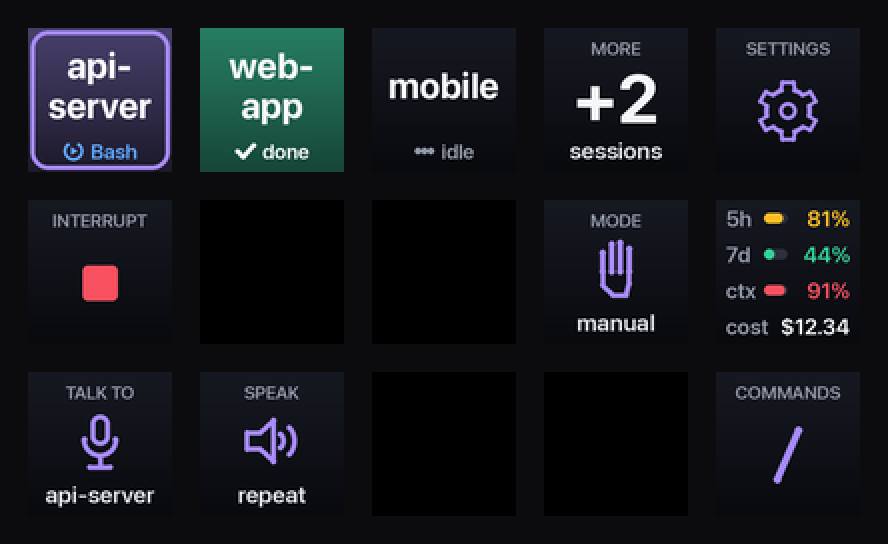 api-
server
Bash
web-
app
done
mobile
idle
MORE
+2
sessions
SETTINGS
INTERRUPT
MODE
manual
5h 81%
7d 44%
ctx 91%
cost $12.34
TALK TO
api-server
SPEAK
repeat
COMMANDS
/